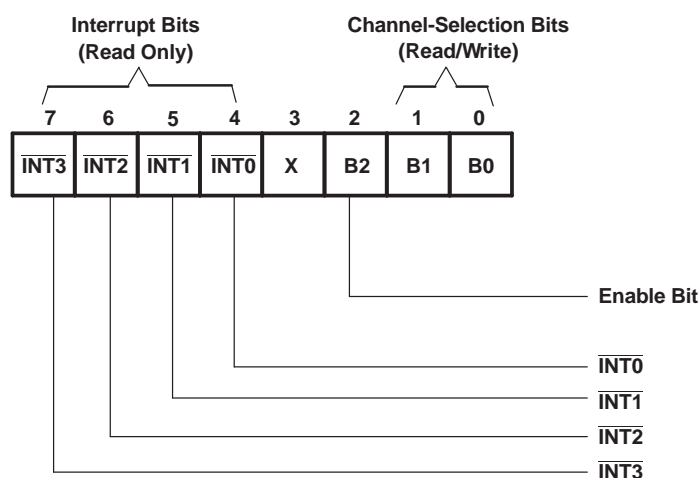 Interrupt Bits
(Read Only)
Channel-Selection Bits
(Read/Write)
7 6 5 4 3 2 1 0
INT3 INT2 INT1 INT0 X B2 B1 B0
Enable Bit
INT0
INT1
INT2
INT3